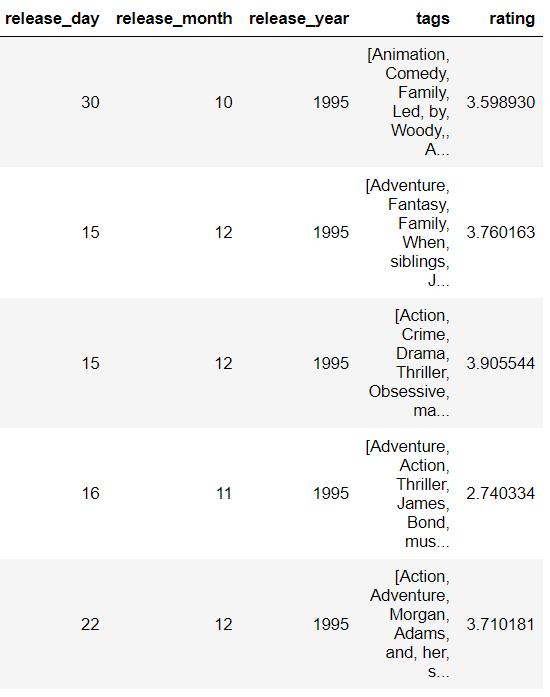 release_day release_month release_year tags rating
30 10 1995 [Animation, Comedy, Family, Led, by, Woody,, A... 3.598930
15 12 1995 [Adventure, Fantasy, Family, When, siblings, J... 3.760163
15 12 1995 [Action, Crime, Drama, Thriller, Obsessive, ma... 3.905544
16 11 1995 [Adventure, Action, Thriller, James, Bond, mus... 2.740334
22 12 1995 [Action, Adventure, Morgan, Adams, and, her, s... 3.710181